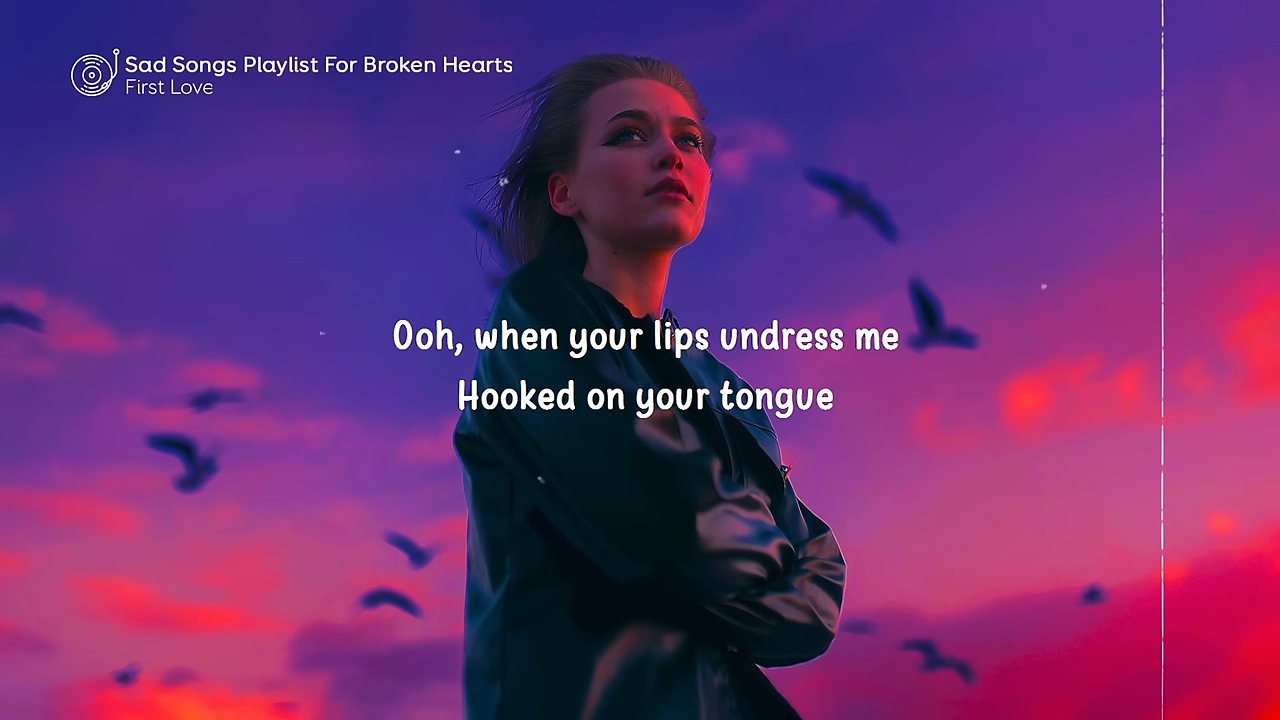 Sad Songs Playlist For Broken Hearts
First Love
Ooh, when your lips undress me
Hooked on your tongue